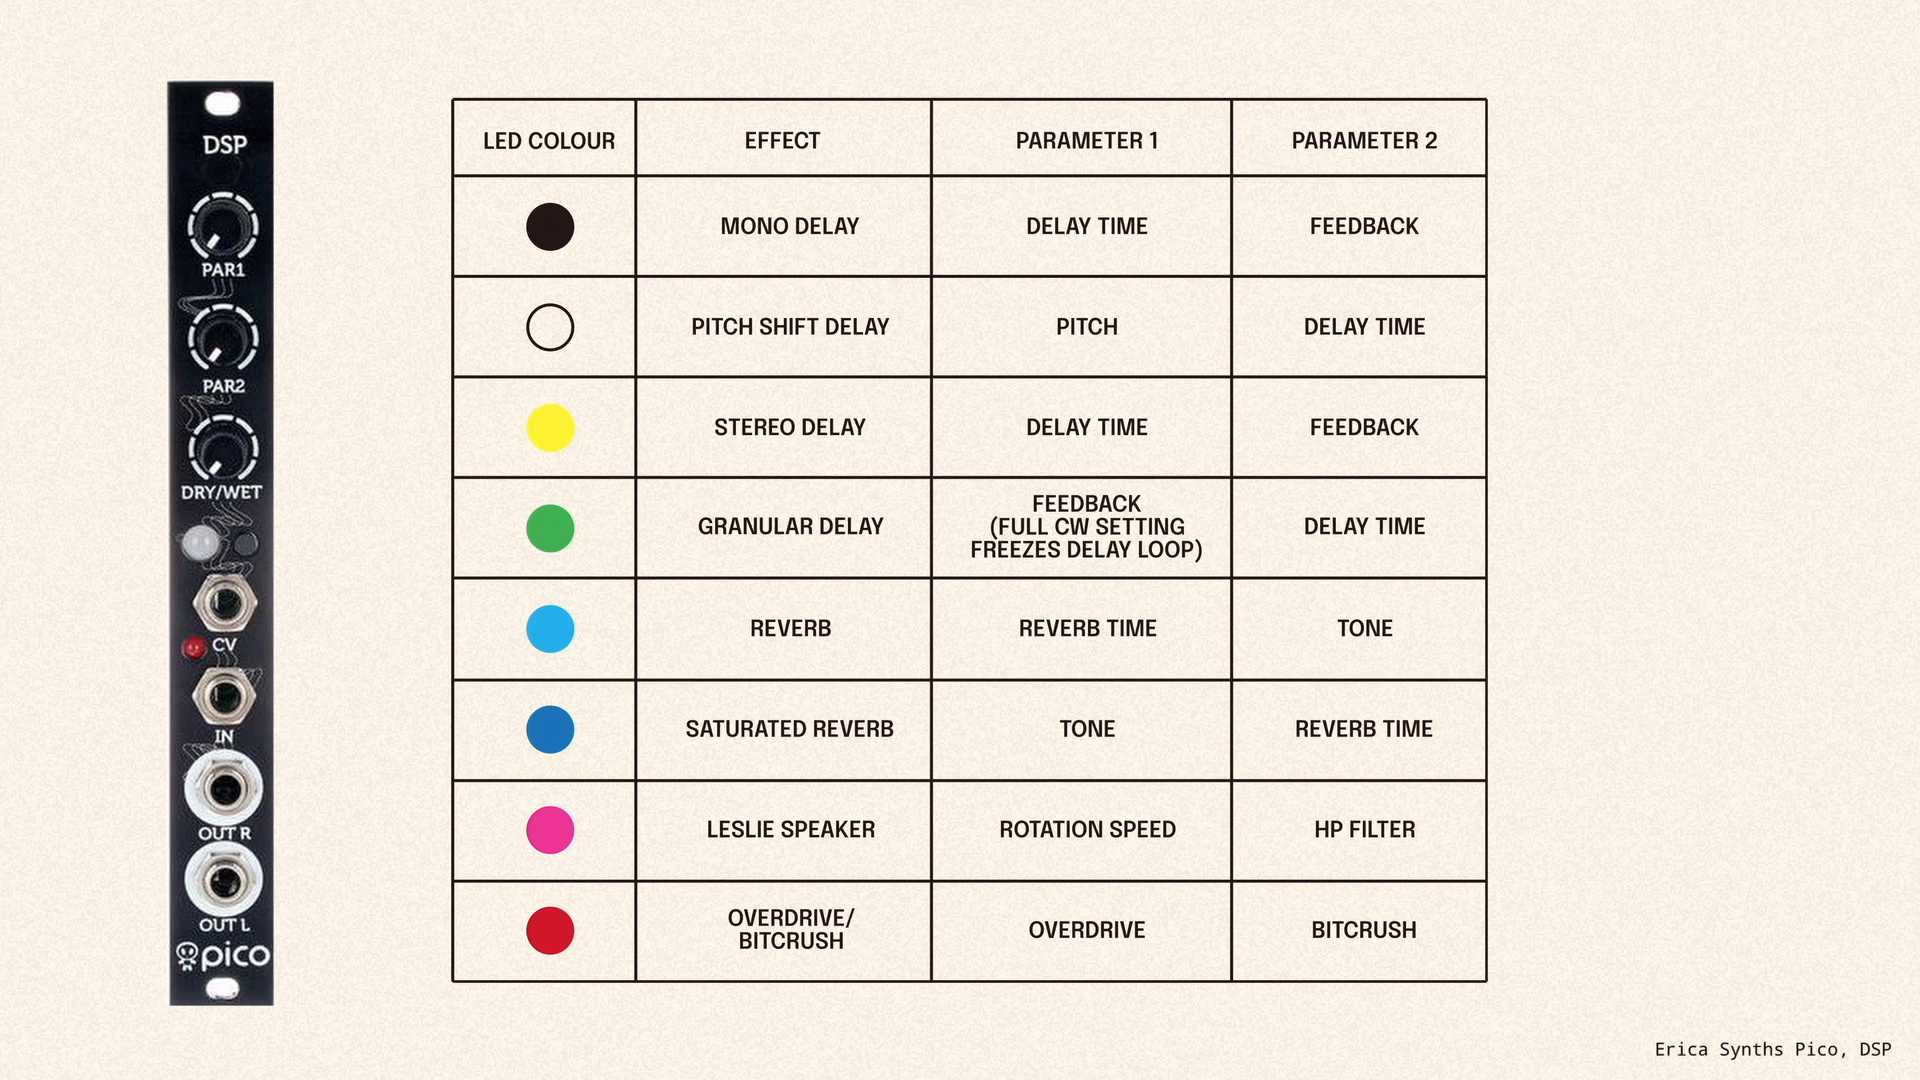 DSP
PAR1
PAR2
DRY/WET
CV
IN
OUT R
OUT L
pico
LED COLOUR
EFFECT
PARAMETER 1
PARAMETER 2
MONO DELAY
DELAY TIME
FEEDBACK
PITCH SHIFT DELAY
PITCH
DELAY TIME
STEREO DELAY
DELAY TIME
FEEDBACK
GRANULAR DELAY
FEEDBACK
(FULL CW SETTING
FREEZES DELAY LOOP)
DELAY TIME
REVERB
REVERB TIME
TONE
SATURATED REVERB
TONE
REVERB TIME
LESLIE SPEAKER
ROTATION SPEED
HP FILTER
OVERDRIVE/
BITCRUSH
OVERDRIVE
BITCRUSH
Erica Synths Pico, DSP